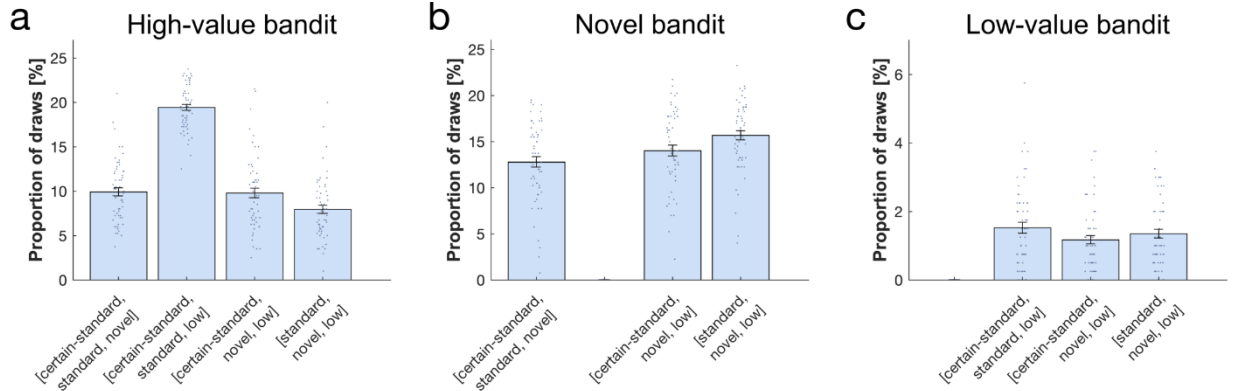 a
High-value bandit
Proportion of draws [%]
25
20
15
10
5
0
[certain-standard,
standard, novel]
[certain-standard,
standard, low]
[certain-standard,
novel, low]
[standard,
novel, low]
b
Novel bandit
Proportion of draws [%]
25
20
15
10
5
0
[certain-standard,
standard, novel]
[certain-standard,
novel, low]
[standard,
novel, low]
c
Low-value bandit
Proportion of draws [%]
6
4
2
0
[certain-standard,
standard, low]
[certain-standard,
novel, low]
[standard,
novel, low]